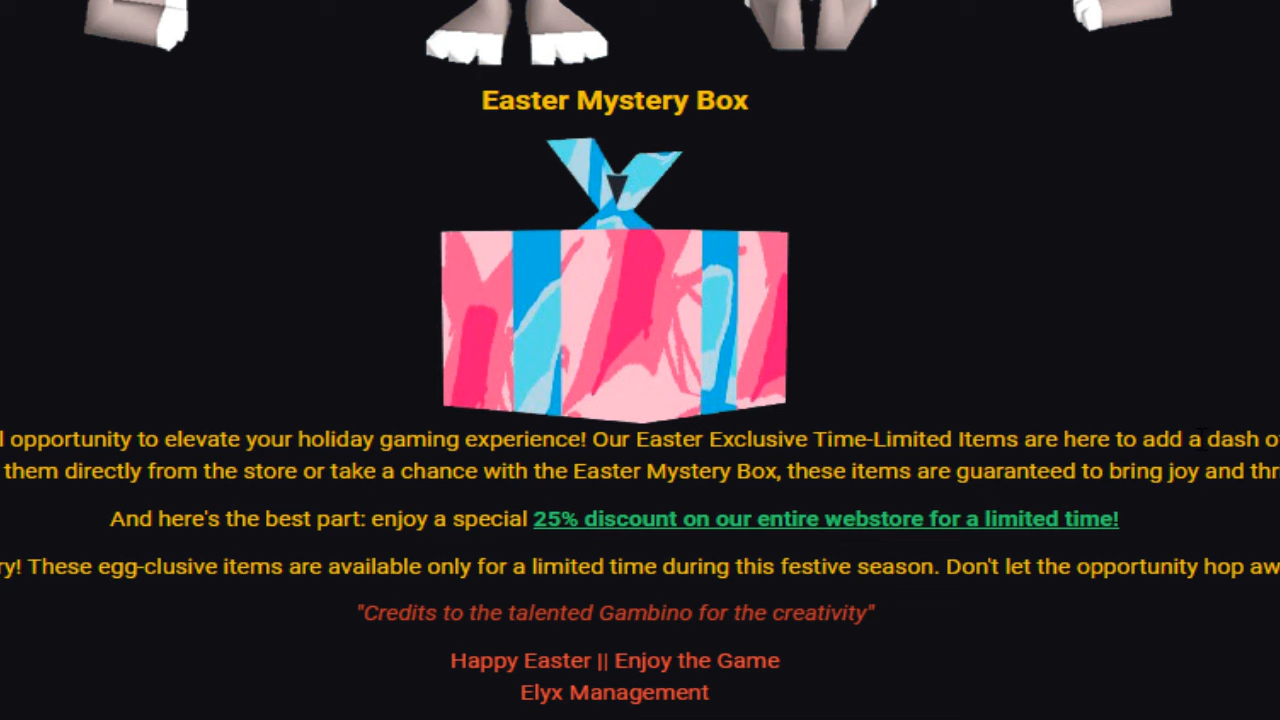 Easter Mystery Box
opportunity to elevate your holiday gaming experience! Our Easter Exclusive Time-Limited Items are here to add a dash
them directly from the store or take a chance with the Easter Mystery Box, these items are guaranteed to bring joy and
And here's the best part: enjoy a special 25% discount on our entire webstore for a limited time!
These egg-clusive items are available only for a limited time during this festive season. Don't let the opportunity hop
"Credits to the talented Gambino for the creativity"
Happy Easter || Enjoy the Game
Elyx Management